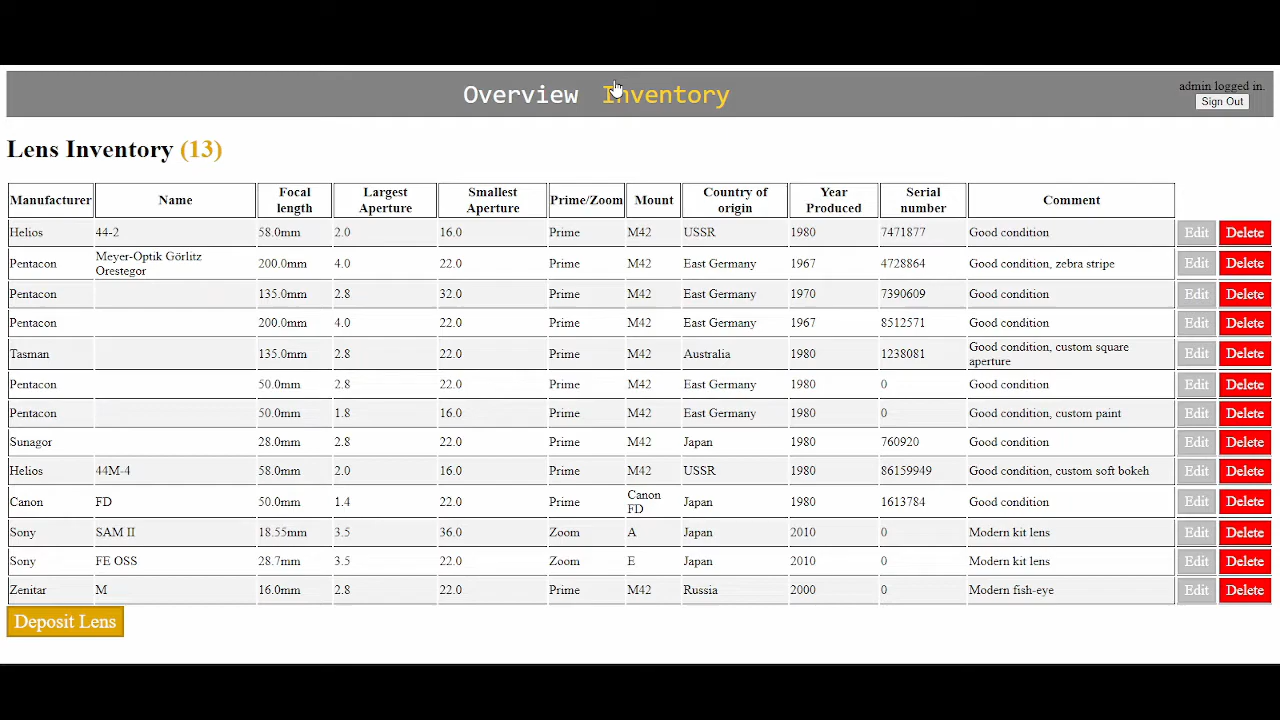 Overview Inventory
admin logged in.
Sign Out
Lens Inventory (13)
Manufacturer Name Focal length Largest Aperture Smallest Aperture Prime/Zoom Mount Country of origin Year Produced Serial number Comment
Helios 44-2 58.0mm 2.0 16.0 Prime M42 USSR 1980 7471877 Good condition Edit Delete
Pentacon Meyer-Optik Görlitz Orestegor 200.0mm 4.0 22.0 Prime M42 East Germany 1967 4728864 Good condition, zebra stripe Edit Delete
Pentacon 135.0mm 2.8 32.0 Prime M42 East Germany 1970 7390609 Good condition Edit Delete
Pentacon 200.0mm 4.0 22.0 Prime M42 East Germany 1967 8512571 Good condition Edit Delete
Tasman 135.0mm 2.8 22.0 Prime M42 Australia 1980 1238081 Good condition, custom square aperture Edit Delete
Pentacon 50.0mm 2.8 22.0 Prime M42 East Germany 1980 0 Good condition Edit Delete
Pentacon 50.0mm 1.8 16.0 Prime M42 East Germany 1980 0 Good condition, custom paint Edit Delete
Sunagor 28.0mm 2.8 22.0 Prime M42 Japan 1980 760920 Good condition Edit Delete
Helios 44M-4 58.0mm 2.0 16.0 Prime M42 USSR 1980 86159949 Good condition, custom soft bokeh Edit Delete
Canon FD 50.0mm 1.4 22.0 Prime Canon FD Japan 1980 1613784 Good condition Edit Delete
Sony SAM II 18.55mm 3.5 36.0 Zoom A Japan 2010 0 Modern kit lens Edit Delete
Sony FE OSS 28.7mm 3.5 22.0 Zoom E Japan 2010 0 Modern kit lens Edit Delete
Zenitar M 16.0mm 2.8 22.0 Prime M42 Russia 2000 0 Modern fish-eye Edit Delete
Deposit Lens